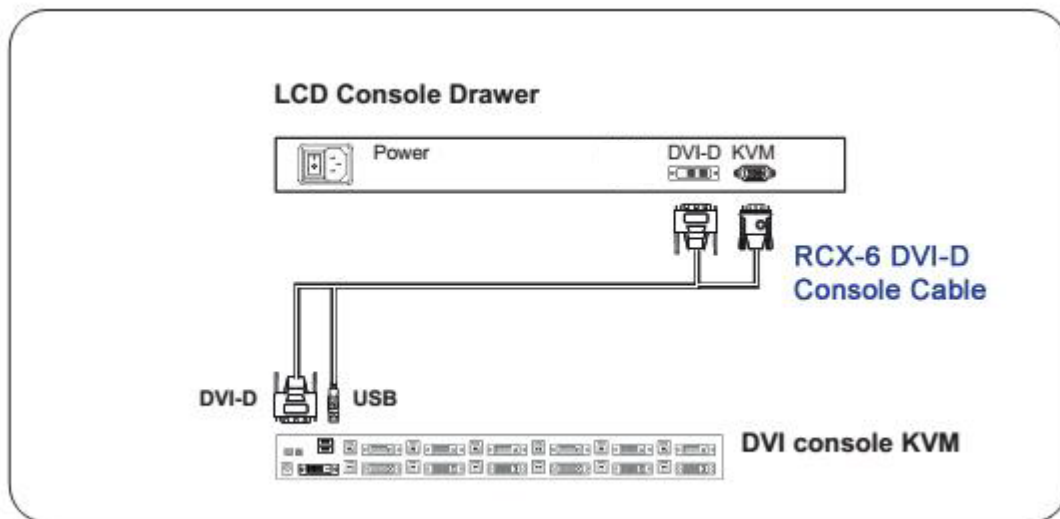 LCD Console Drawer
Power
DVI-D KVM
RCX-6 DVI-D
Console Cable
DVI-D
USB
DVI console KVM